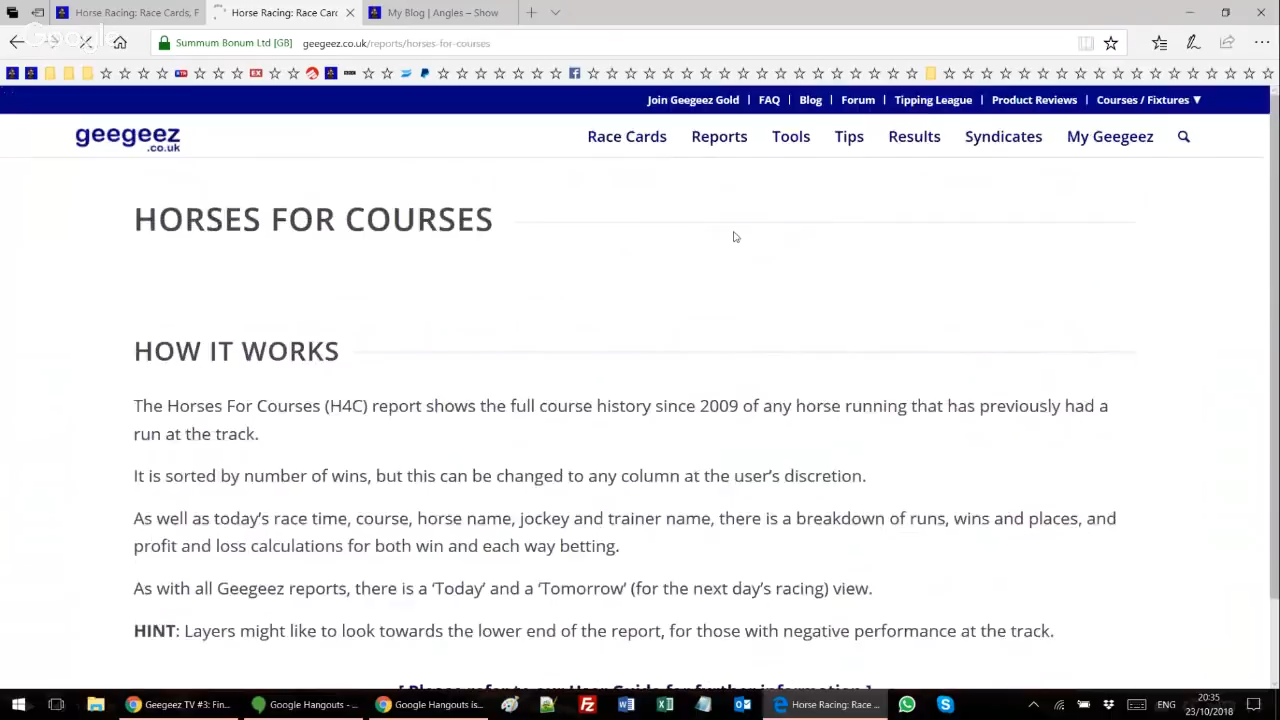 Horse Racing: Race Cards, F
Horse Racing: Race Card
My Blog | Angles – Show
Summum Bonum Ltd [GB]
geegeez.co.uk/reports/horses-for-courses
Join Geegeez Gold | FAQ | Blog | Forum | Tipping League | Product Reviews | Courses / Fixtures ▼
geegeez
.co.uk
Race Cards Reports Tools Tips Results Syndicates My Geegeez
HORSES FOR COURSES
HOW IT WORKS
The Horses For Courses (H4C) report shows the full course history since 2009 of any horse running that has previously had a
run at the track.
It is sorted by number of wins, but this can be changed to any column at the user's discretion.
As well as today's race time, course, horse name, jockey and trainer name, there is a breakdown of runs, wins and places, and
profit and loss calculations for both win and each way betting.
As with all Geegeez reports, there is a 'Today' and a 'Tomorrow' (for the next day's racing) view.
HINT: Layers might like to look towards the lower end of the report, for those with negative performance at the track.
[ Please refer to our User Guide for further information ]
Geegeez TV #3: Fin...
Google Hangouts - ...
Google Hangouts is...
Horse Racing: Race ...
ENG
20:35
23/10/2018